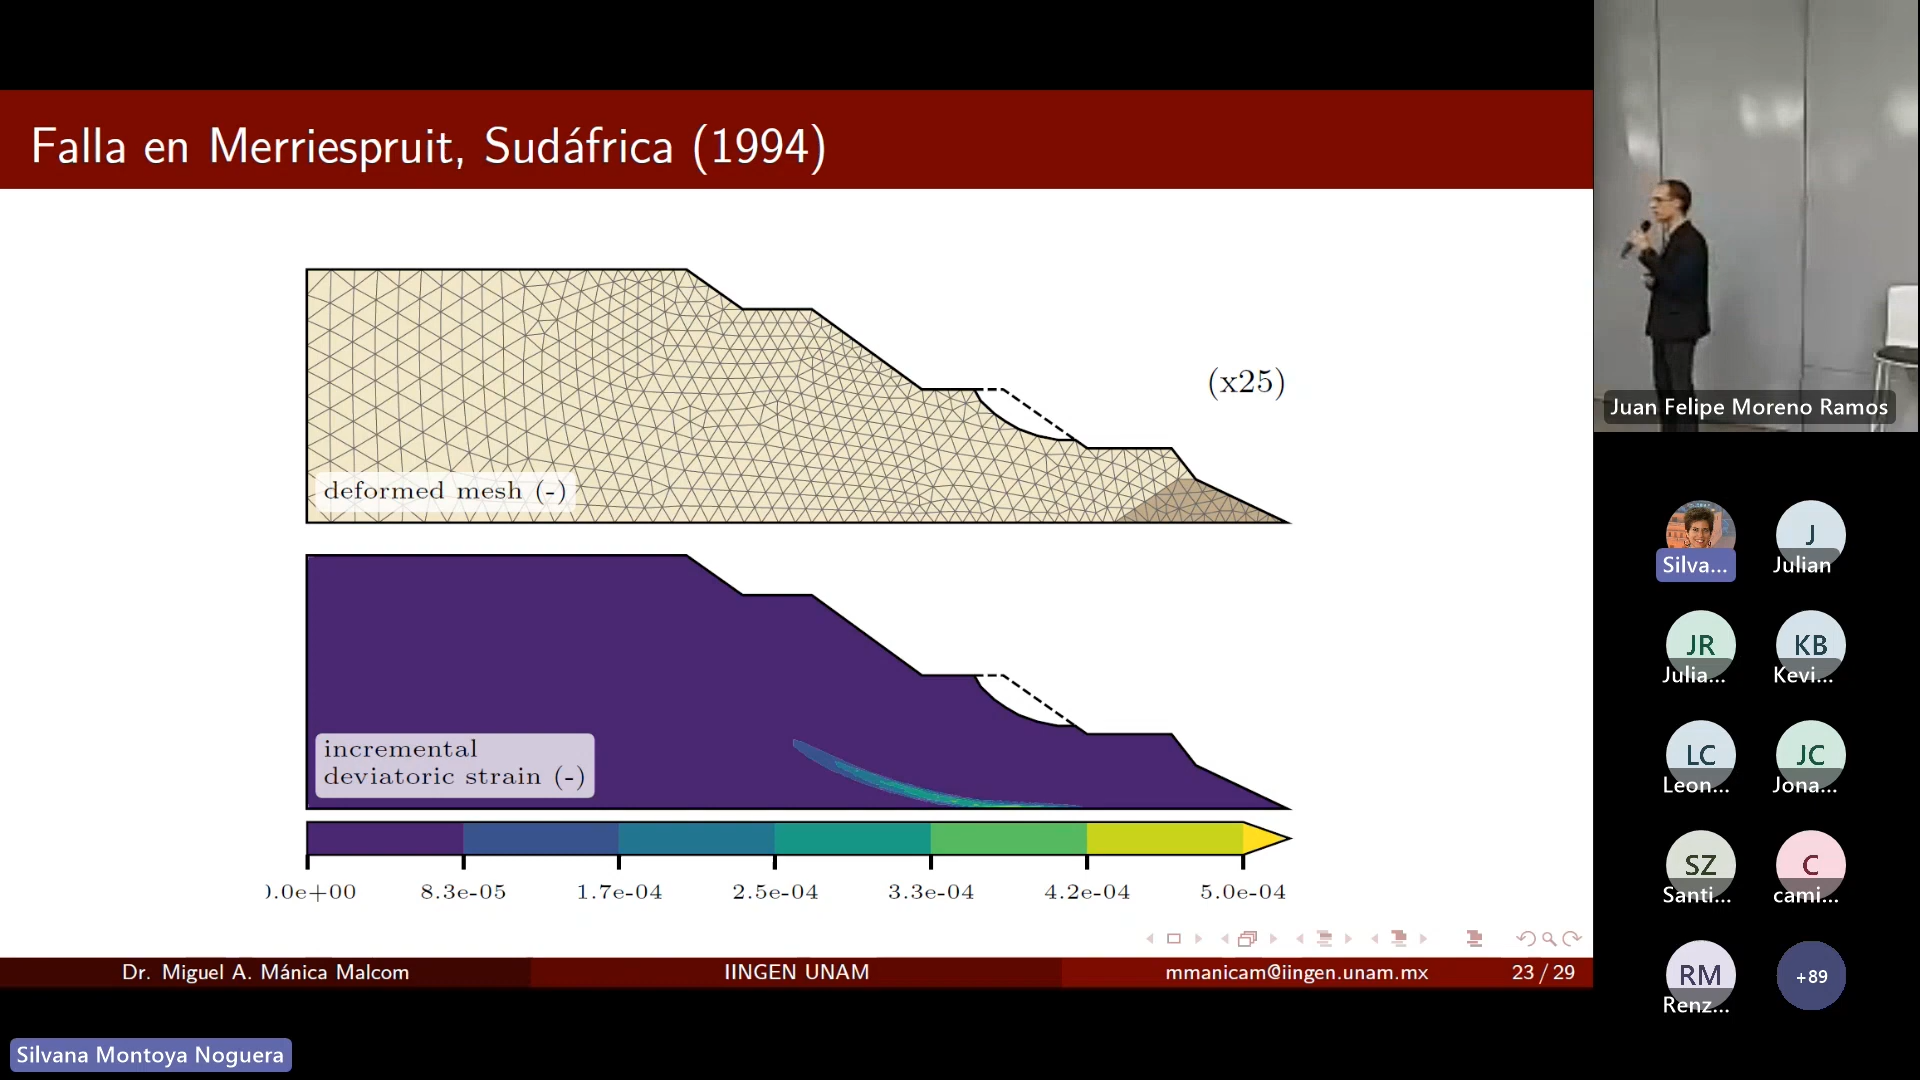 Falla en Merriespruit, Sudáfrica (1994)
(x25)
deformed mesh (-)
incremental
deviatoric strain (-)
).0e+00 8.3e-05 1.7e-04 2.5e-04 3.3e-04 4.2e-04 5.0e-04
Dr. Miguel A. Mánica Malcom IINGEN UNAM mmanicam@iingen.unam.mx 23 / 29
Silvana Montoya Noguera
Juan Felipe Moreno Ramos
Silva...
J
Julian
JR
Julia...
KB
Kevi...
LC
Leon...
JC
Jona...
SZ
Santi...
C
cami...
RM
Renz...
+89